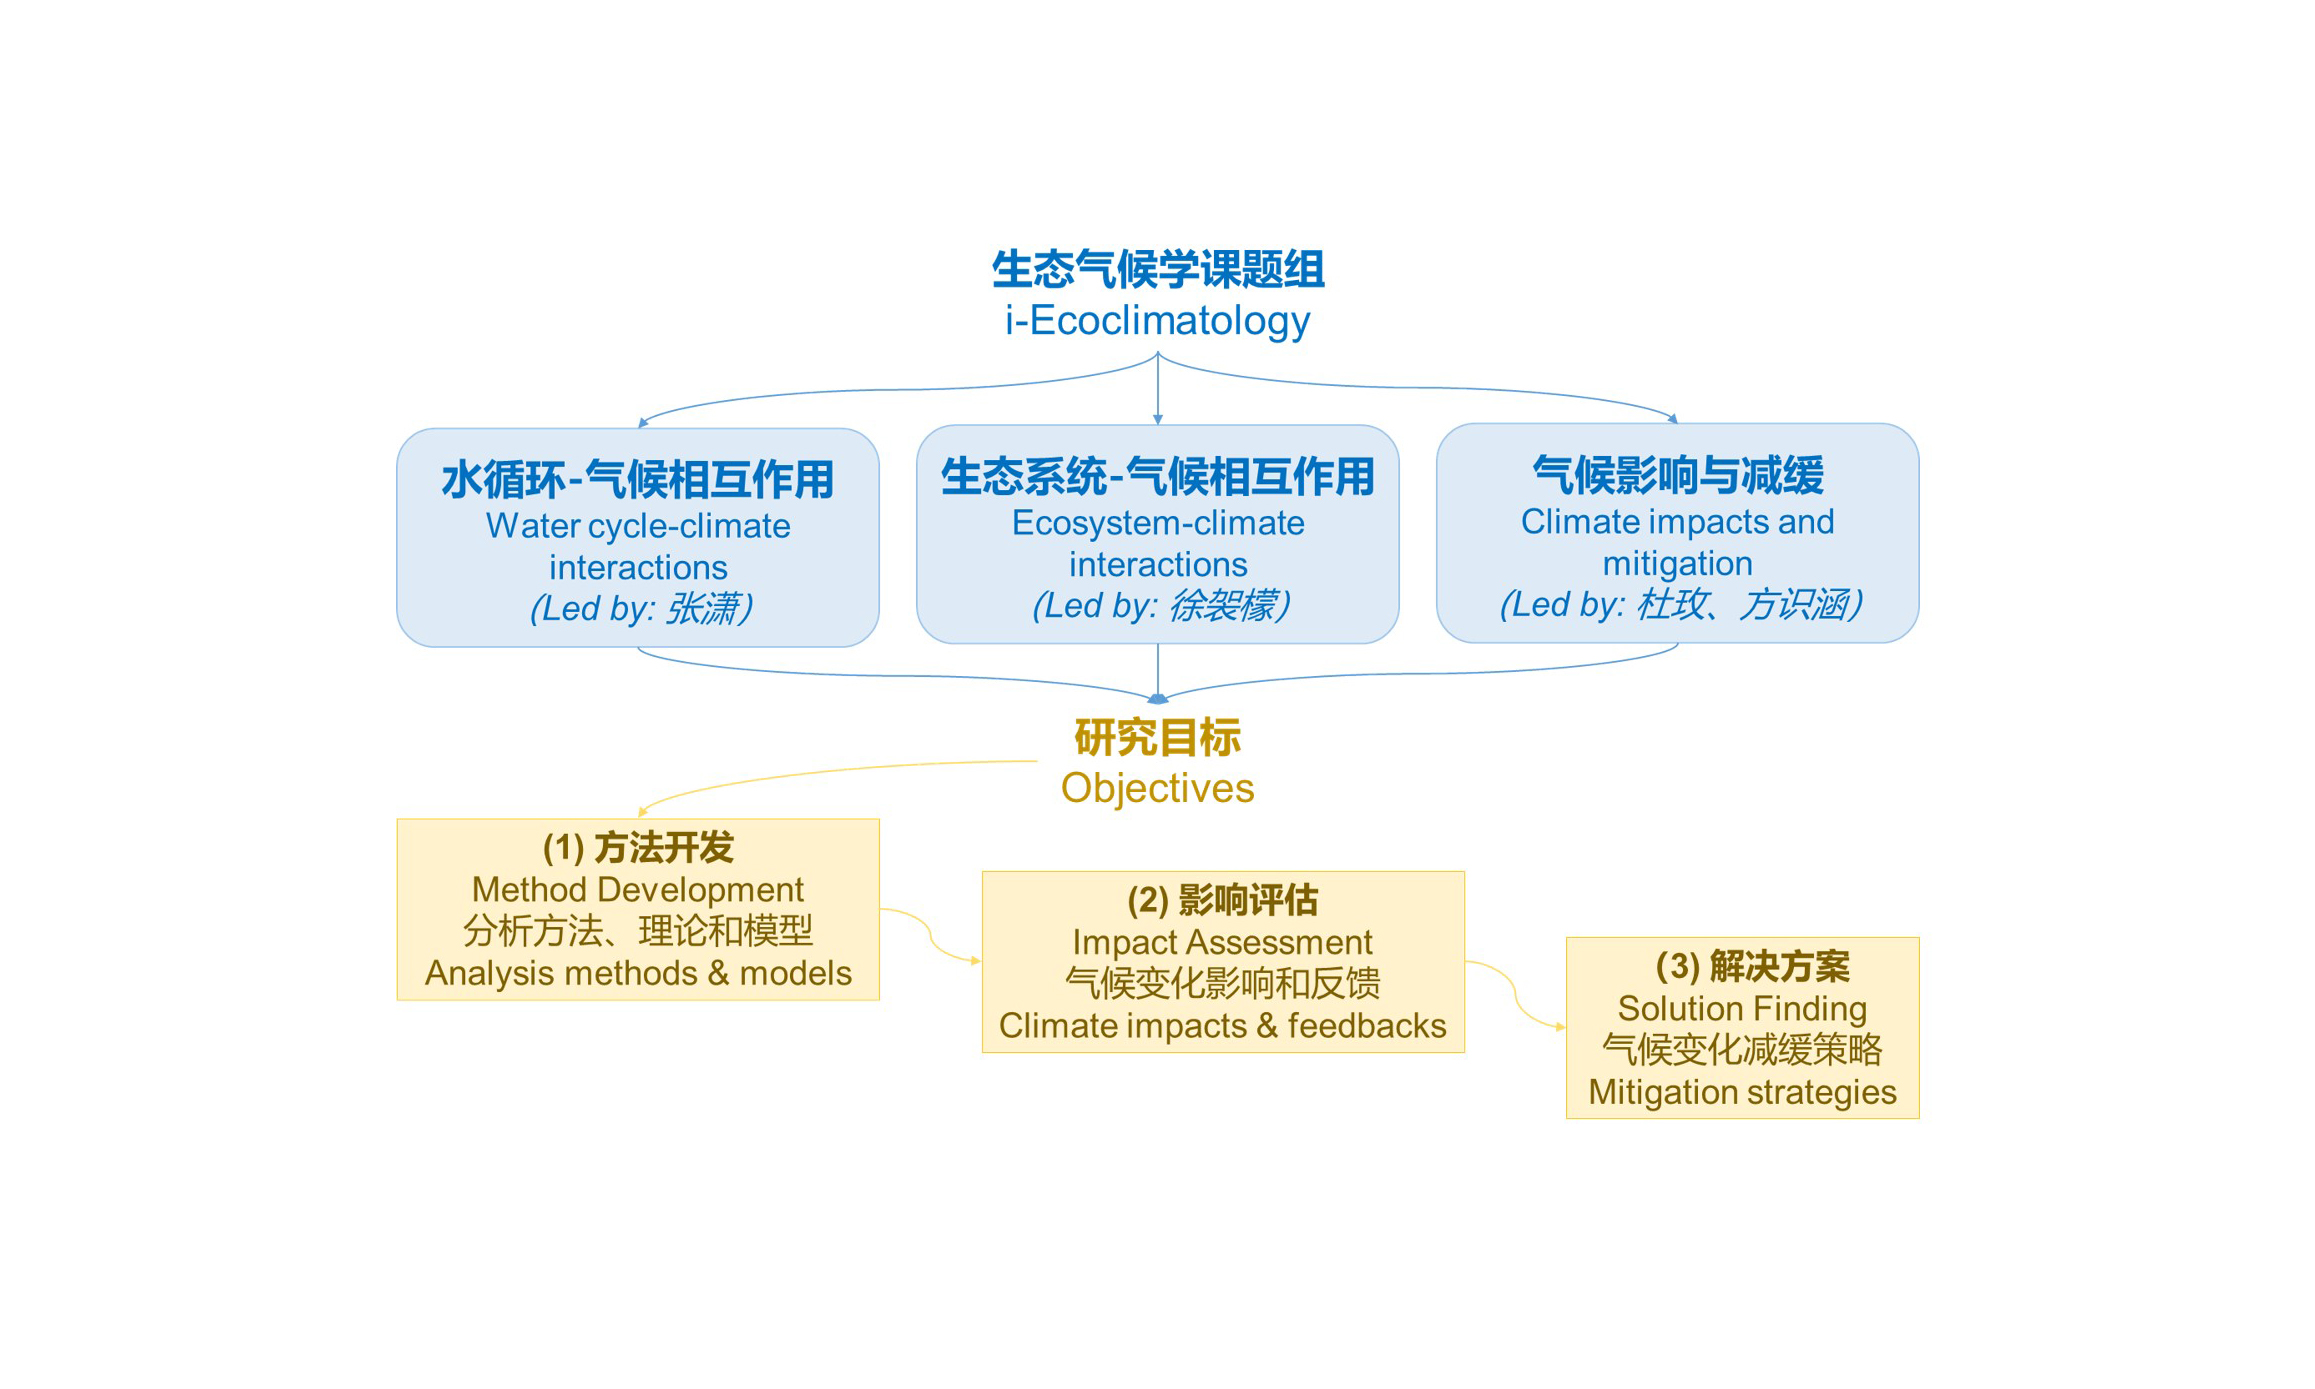 生态气候学课题组
i-Ecoclimatology
水循环-气候相互作用
Water cycle-climate
interactions
(Led by: 张潇)
生态系统-气候相互作用
Ecosystem-climate
interactions
(Led by: 徐袈檬)
气候影响与减缓
Climate impacts and
mitigation
(Led by: 杜玫、方识涵)
研究目标
Objectives
(1) 方法开发
Method Development
分析方法、理论和模型
Analysis methods & models
(2) 影响评估
Impact Assessment
气候变化影响和反馈
Climate impacts & feedbacks
(3) 解决方案
Solution Finding
气候变化减缓策略
Mitigation strategies